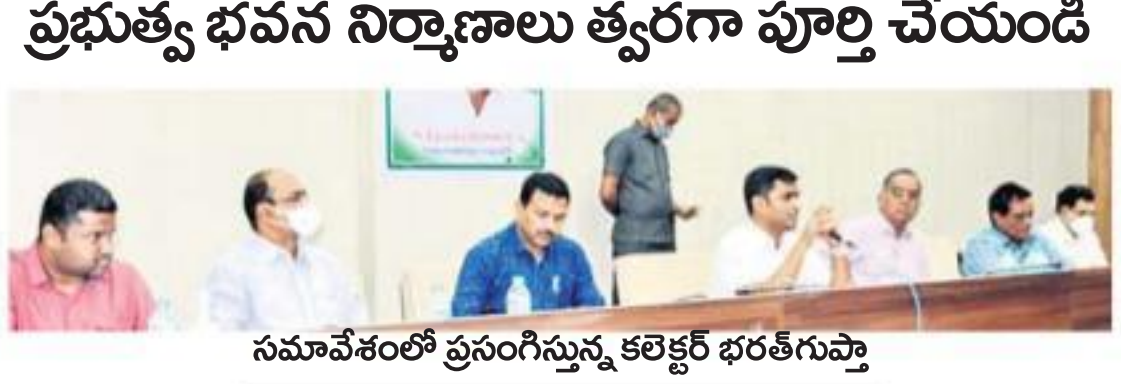 ప్రభుత్వ భవన నిర్మాణాలు త్వరగా పూర్తి చేయండి
సమావేశంలో ప్రసంగిస్తున్న కలెక్టర్ భరత్‌గుప్తా